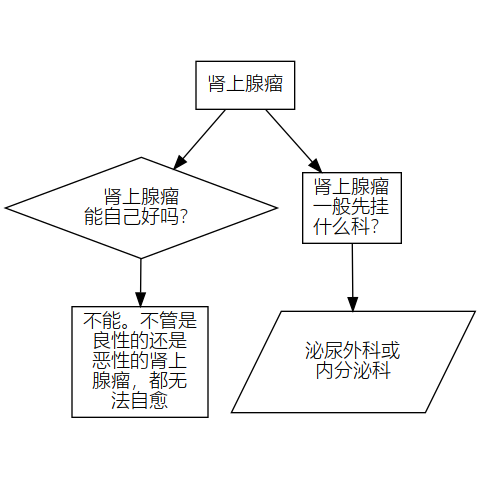 肾上腺瘤
肾上腺瘤
能自己好吗?
肾上腺瘤
一般先挂
什么科?
不能。不管是
良性的还是
恶性的肾上
腺瘤，都无
法自愈
泌尿外科或
内分泌科